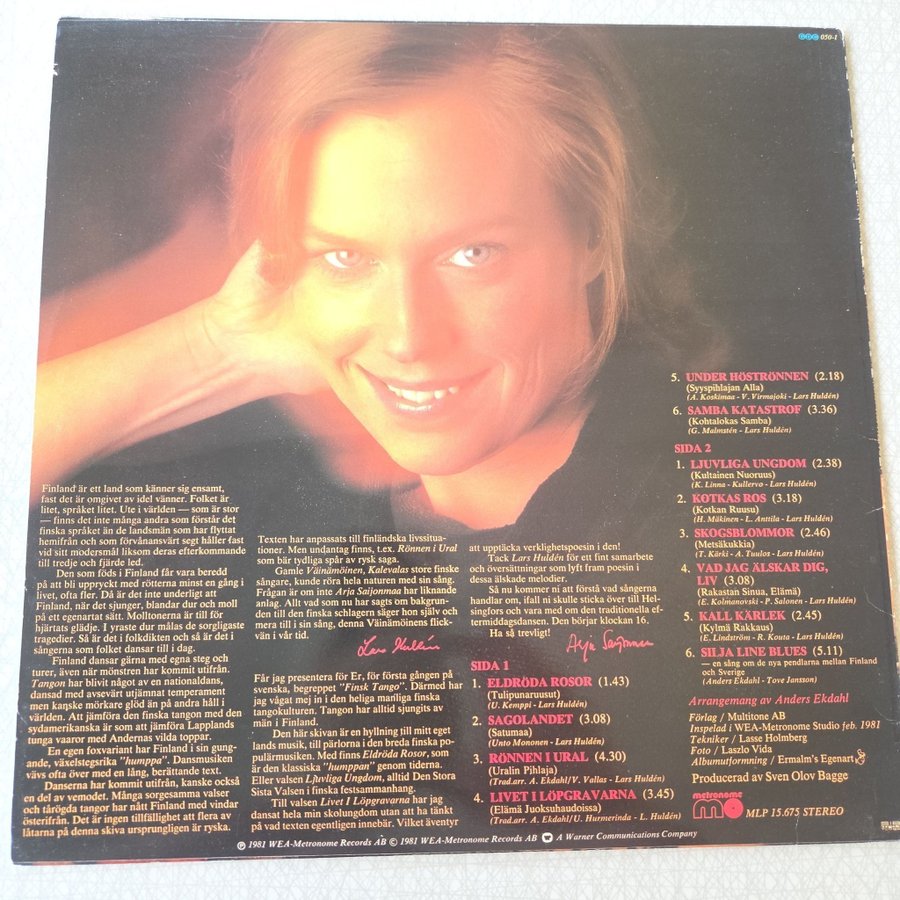 GDC 050-1
Finland är ett land som känner sig ensamt,
fast det är omgivet av idel vänner. Folket är
litet, språket litet. Ute i världen — som är stor
— finns det inte många andra som förstår det
finska språket än de landsmän som har flyttat
hemifrån och som förvånansvärt segt håller fast
vid sitt modersmål liksom deras efterkommande
till tredje och fjärde led.
Den som föds i Finland får vara beredd
på att bli uppryckt med rötterna minst en gång i
livet, ofta fler. Då är det inte underligt att
Finland, när det sjunger, blandar dur och moll
på ett egenartat sätt. Molltonerna är till för
hjärtats glädje. I yraste dur målas de sorgligaste
tragedier. Så är det i folkdikten och så är det i
sångerna som folket dansar till i dag.
Finland dansar gärna med egna steg och
turer, även när mönstren har kommit utifrån.
Tangon har blivit något av en nationaldans,
dansad med avsevärt utjämnat temperament
men kanske mörkare glöd än på andra håll i
världen. Att jämföra den finska tangon med den
sydamerikanska är som att jämföra Lapplands
tunga vaaror med Andernas vilda toppar.
En egen foxvariant har Finland i sin gung-
ande, växelstegsrika "humppa". Dansmusiken
vävs ofta över med en lång, berättande text.
Danserna har kommit utifrån, kanske också
en del av vemodet. Många sorgesamma valser
och tårögda tangor har nått Finland med vindar
österifrån. Det är ingen tillfällighet att flera av
låtarna på denna skiva ursprungligen är ryska.
Texten har anpassats till finländska livssitua-
tioner. Men undantag finns, t.ex. Rönnen i Ural
som bär tydliga spår av rysk saga.
Gamle Väinämöinen, Kalevalas store finske
sångare, kunde röra hela naturen med sin sång.
Frågan är om inte Arja Saijonmaa har liknande
anlag. Allt vad som nu har sagts om bakgrun-
den till den finska schlagern säger hon själv och
mera till i sin sång, denna Väinämöinens flick-
vän i vår tid.
Lars Huldén
Får jag presentera för Er, för första gången på
svenska, begreppet "Finsk Tango". Därmed har
jag vågat mej in i den heliga manliga finska
tangokulturen. Tangon har alltid sjungits av
män i Finland.
Den här skivan är en hyllning till mitt eget
lands musik, till pärlorna i den breda finska po-
pulärmusiken. Med finns Eldröda Rosor, som
är den klassiska "humppan" genom tiderna.
Eller valsen Ljuvliga Ungdom, alltid Den Stora
Sista Valsen i finska festsammanhang.
Till valsen Livet I Löpgravarna har jag
dansat hela min skolungdom utan att ha tänkt
på vad texten egentligen innebär. Vilket äventyr
att upptäcka verklighetspoesin i den!
Tack Lars Huldén för ett fint samarbete
och översättningar som lyft fram poesin i
dessa älskade melodier.
Så nu kommer ni att förstå vad sångerna
handlar om, ifall ni skulle sticka över till Hel-
singfors och vara med om den traditionella ef-
termiddagsdansen. Den börjar klockan 16.
Ha så trevligt!
Arja Saijonmaa
SIDA 1
1. ELDRÖDA ROSOR (1.43)
(Tulipunaruusut)
(U. Kemppi - Lars Huldén)
2. SAGOLANDET (3.08)
(Satumaa)
(Unto Mononen - Lars Huldén)
3. RÖNNEN I URAL (4.30)
(Uralin Pihlaja)
(Trad.arr. A. Ekdahl/V. Vallas - Lars Huldén)
4. LIVET I LÖPGRAVARNA (3.45)
(Elämä Juoksuhaudoissa)
(Trad.arr. A. Ekdahl/U. Hurmerinda - L. Huldén)
5. UNDER HÖSTRÖNNEN (2.18)
(Syyspihlajan Alla)
(A. Koskimaa - V. Virmajoki - Lars Huldén)
6. SAMBA KATASTROF (3.36)
(Kohtalokas Samba)
(G. Malmstén - Lars Huldén)
SIDA 2
1. LJUVLIGA UNGDOM (2.38)
(Kultainen Nuoruus)
(K. Linna - Kullervo - Lars Huldén)
2. KOTKAS ROS (3.18)
(Kotkan Ruusu)
(H. Mäkinen - L. Anttila - Lars Huldén)
3. SKOGSBLOMMOR (2.46)
(Metsäkukkia)
(T. Kärki - A. Tuulos - Lars Huldén)
4. VAD JAG ÄLSKAR DIG,
LIV (3.08)
(Rakastan Sinua, Elämä)
(E. Kolmanovski - P. Salonen - Lars Huldén)
5. KALL KÄRLEK (2.45)
(Kylmä Rakkaus)
(E. Lindström - R. Kouta - Lars Huldén)
6. SILJA LINE BLUES (5.11)
— en sång om de nya pendlarna mellan Finland
och Sverige
(Anders Ekdahl - Tove Jansson)
Arrangemang av Anders Ekdahl
Förlag / Multitone AB
Inspelad i WEA-Metronome Studio feb. 1981
Tekniker / Lasse Holmberg
Foto / Laszlo Vida
Albumutformning / Ermalm's Egenart
Producerad av Sven Olov Bagge
metronome
MLP 15.675 STEREO
℗ 1981 WEA-Metronome Records AB © 1981 WEA-Metronome Records AB A Warner Communications Company